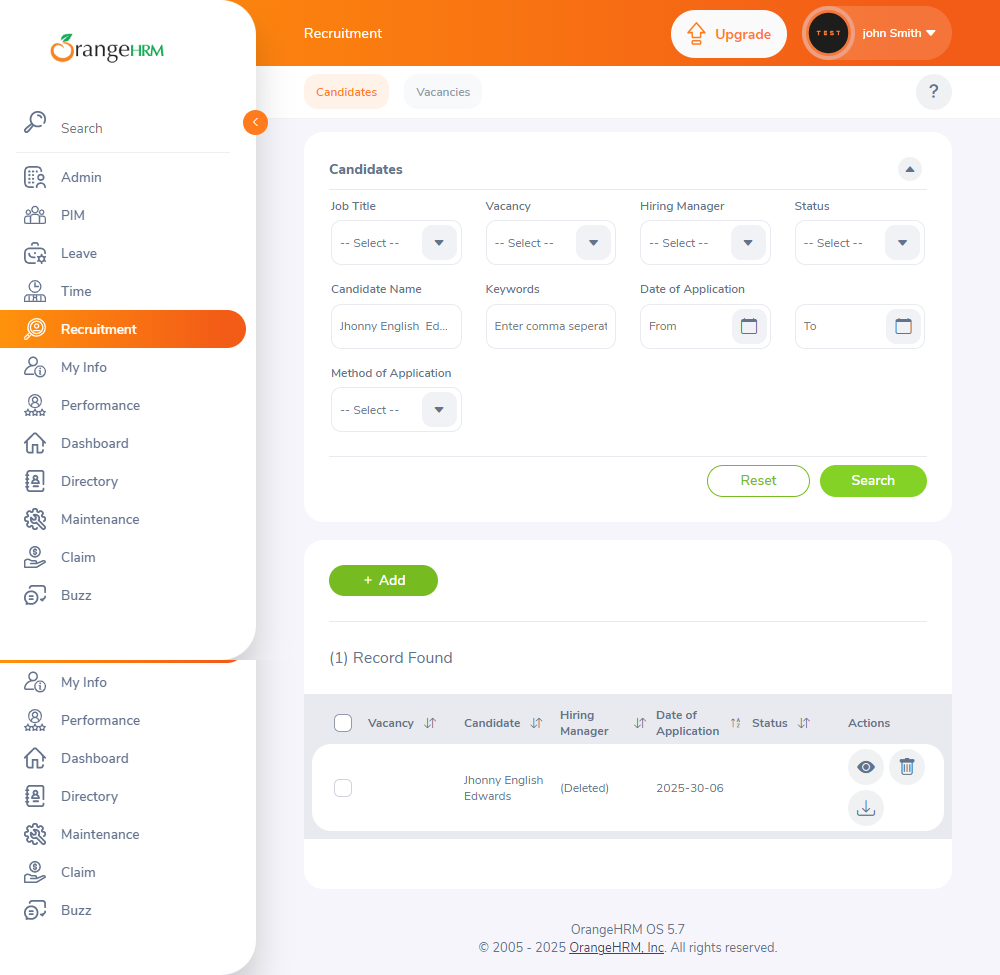 OrangeHRM
Recruitment
Upgrade
TEST
john Smith
Candidates
Vacancies
?
Search
Admin
PIM
Leave
Time
Recruitment
My Info
Performance
Dashboard
Directory
Maintenance
Claim
Buzz
My Info
Performance
Dashboard
Directory
Maintenance
Claim
Buzz
Candidates
Job Title
Vacancy
Hiring Manager
Status
-- Select --
-- Select --
-- Select --
-- Select --
Candidate Name
Keywords
Date of Application
Jhonny English  Ed...
Enter comma seperat
From
To
Method of Application
-- Select --
Reset
Search
+ Add
(1) Record Found
Vacancy
Candidate
Hiring
Manager
Date of
Application
Status
Actions
Jhonny English
Edwards
(Deleted)
2025-30-06
OrangeHRM OS 5.7
© 2005 - 2025 OrangeHRM, Inc. All rights reserved.